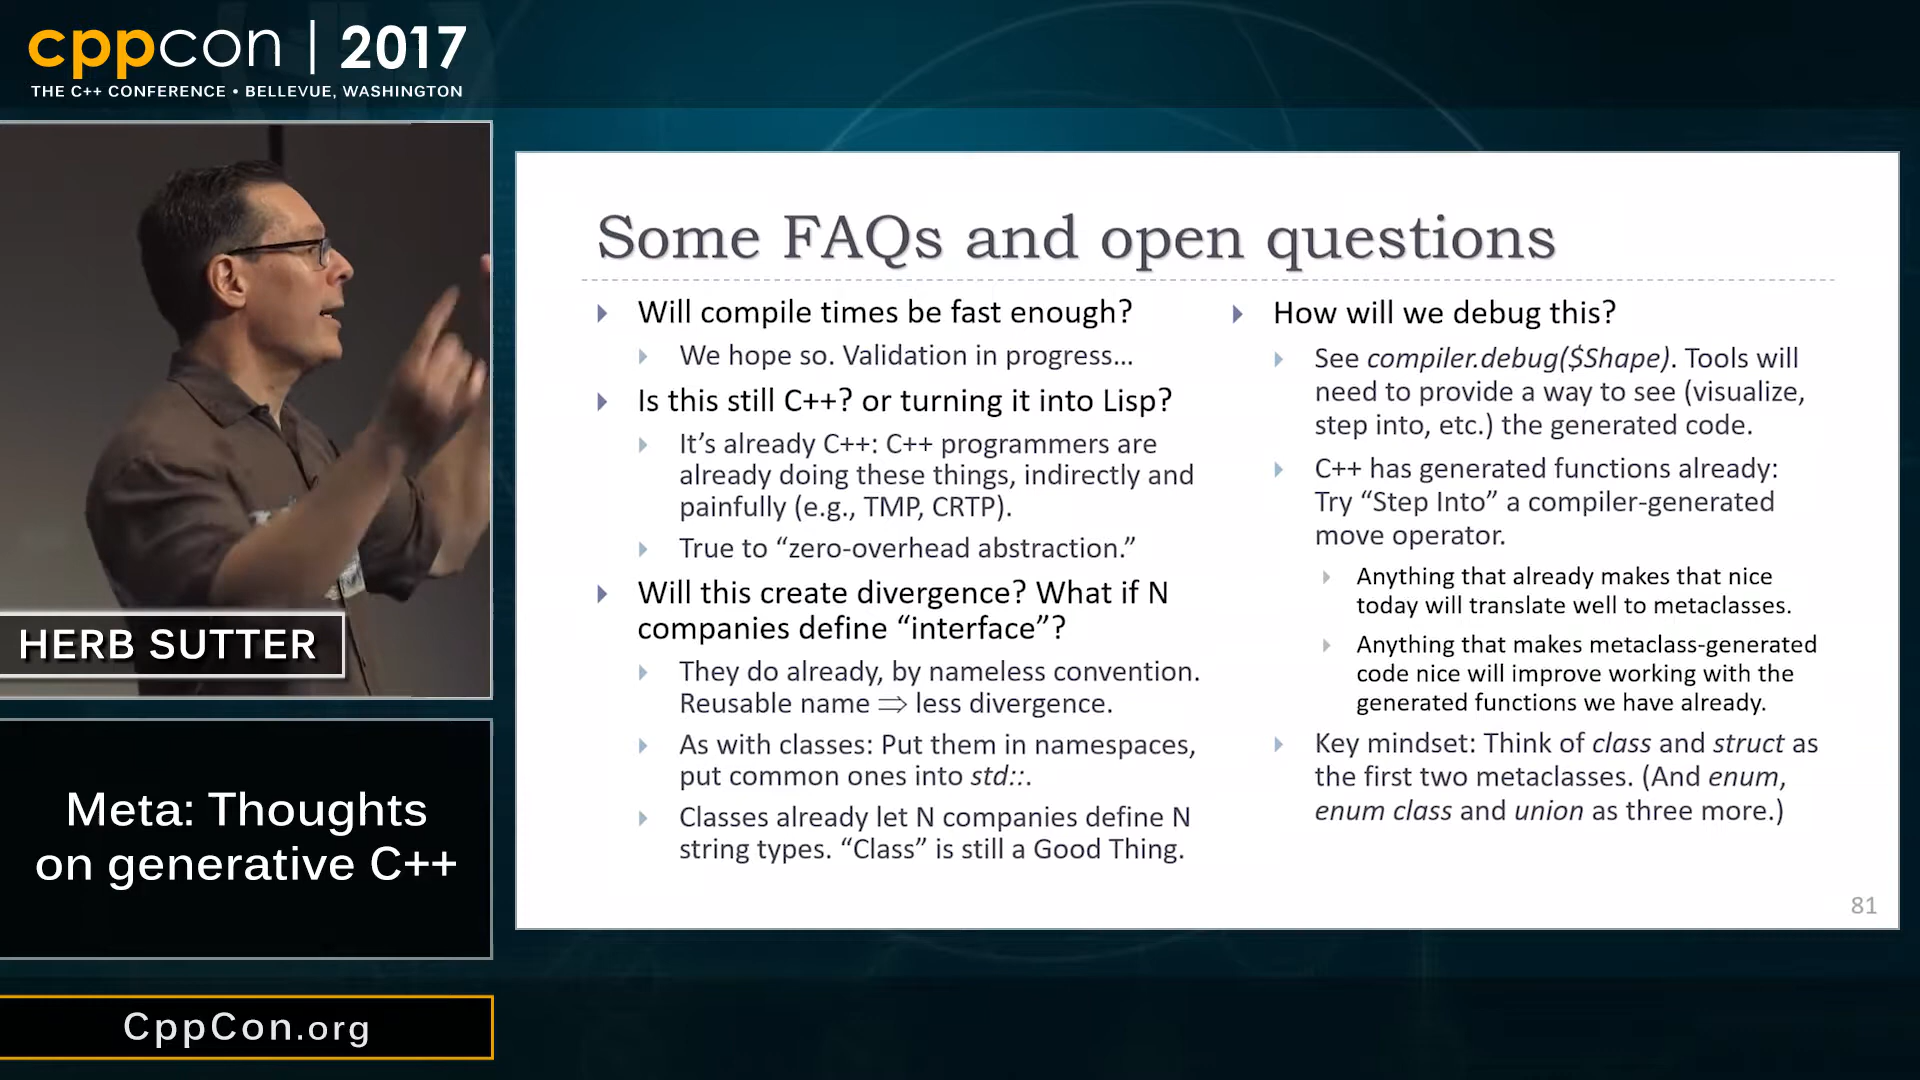 cppcon | 2017
THE C++ CONFERENCE • BELLEVUE, WASHINGTON
HERB SUTTER
Meta: Thoughts
on generative C++
CppCon.org
Some FAQs and open questions
Will compile times be fast enough?
We hope so. Validation in progress…
Is this still C++? or turning it into Lisp?
It’s already C++: C++ programmers are
already doing these things, indirectly and
painfully (e.g., TMP, CRTP).
True to “zero-overhead abstraction.”
Will this create divergence? What if N
companies define “interface”?
They do already, by nameless convention.
Reusable name ⇒ less divergence.
As with classes: Put them in namespaces,
put common ones into std::.
Classes already let N companies define N
string types. “Class” is still a Good Thing.
How will we debug this?
See compiler.debug($Shape). Tools will
need to provide a way to see (visualize,
step into, etc.) the generated code.
C++ has generated functions already:
Try “Step Into” a compiler-generated
move operator.
Anything that already makes that nice
today will translate well to metaclasses.
Anything that makes metaclass-generated
code nice will improve working with the
generated functions we have already.
Key mindset: Think of class and struct as
the first two metaclasses. (And enum,
enum class and union as three more.)
81